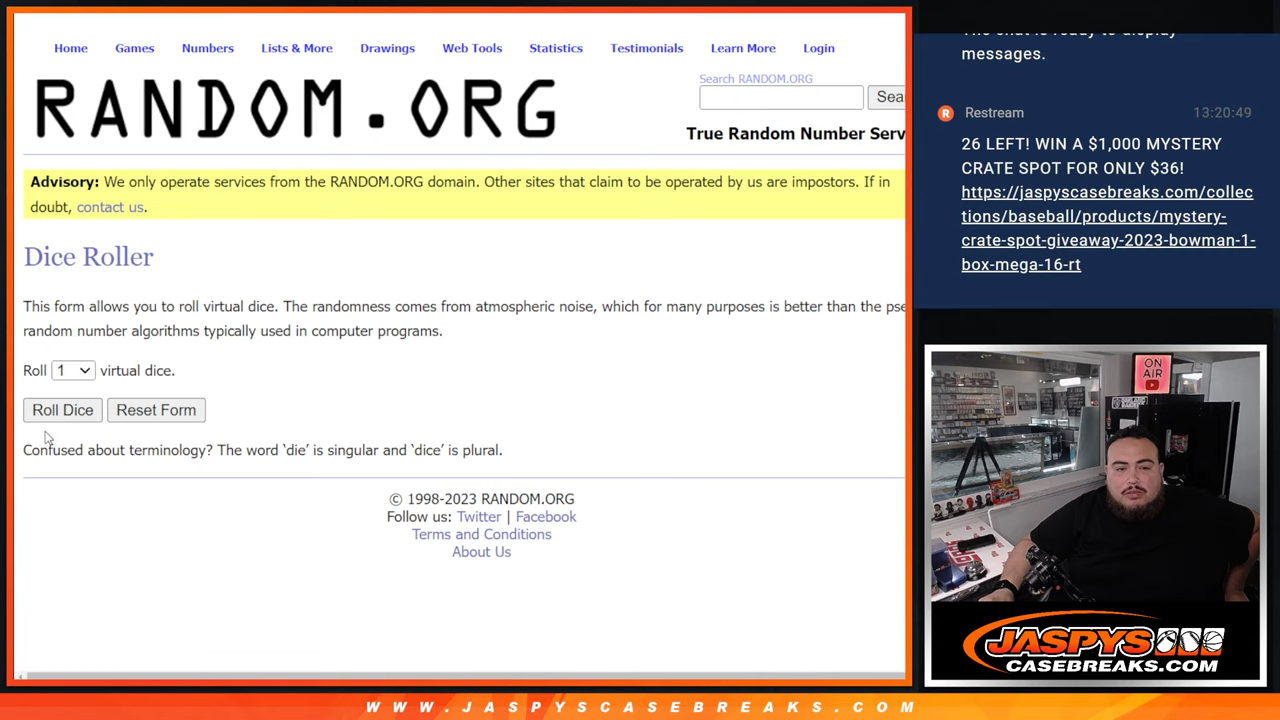 Home Games Numbers Lists & More Drawings Web Tools Statistics Testimonials Learn More Login
RANDOM.ORG
Search RANDOM.ORG
Sea
True Random Number Serv
Advisory: We only operate services from the RANDOM.ORG domain. Other sites that claim to be operated by us are impostors. If in
doubt, contact us.
Dice Roller
This form allows you to roll virtual dice. The randomness comes from atmospheric noise, which for many purposes is better than the pse
random number algorithms typically used in computer programs.
Roll 1 virtual dice.
Roll Dice Reset Form
Confused about terminology? The word ‘die’ is singular and ‘dice’ is plural.
© 1998-2023 RANDOM.ORG
Follow us: Twitter | Facebook
Terms and Conditions
About Us
The chat is ready to display
messages.
R Restream 13:20:49
26 LEFT! WIN A $1,000 MYSTERY
CRATE SPOT FOR ONLY $36!
https://jaspyscasebreaks.com/collec
tions/baseball/products/mystery-
crate-spot-giveaway-2023-bowman-1-
box-mega-16-rt
ON
AIR
JASPYS
CASEBREAKS.COM
WWW.JASPYSCASEBREAKS.COM